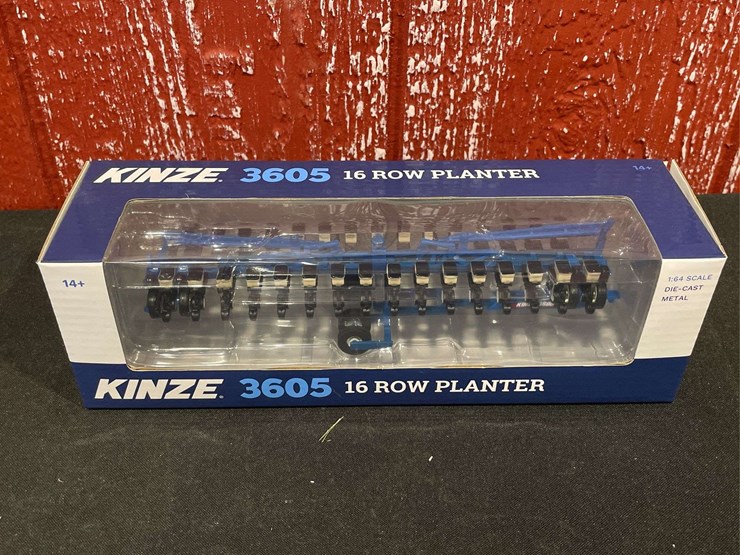 KINZE. 3605 16 ROW PLANTER
14+
14+
1:64 SCALE
DIE-CAST
METAL
KINZE. 3605 16 ROW PLANTER